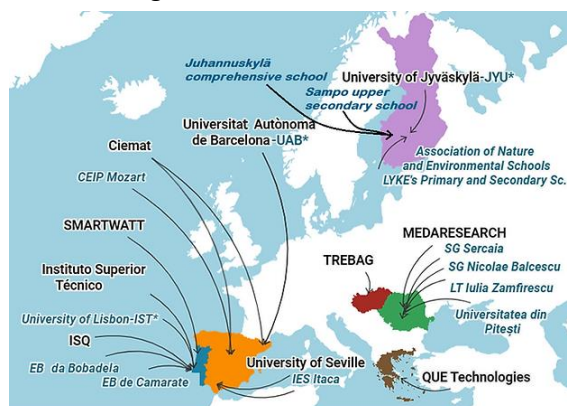 Juhannuskylä
comprehensive school
University of Jyväskylä-JYU*
Sampo upper
secondary school
Universitat Autònoma
de Barcelona-UAB*
Ciemat
CEIP Mozart
Association of Nature
and Environmental Schools
LYKE's Primary and Secondary Sc.
SMARTWATT
MEDARESEARCH
SG Sercaia
TREBAG
SG Nicolae Balcescu
Instituto Superior
Técnico
LT Iulia Zamfirescu
Universitatea din
Pitești
University of Lisbon-IST*
ISQ
EB da Bobadela
EB de Camarate
University of Seville
IES Itaca
QUE Technologies